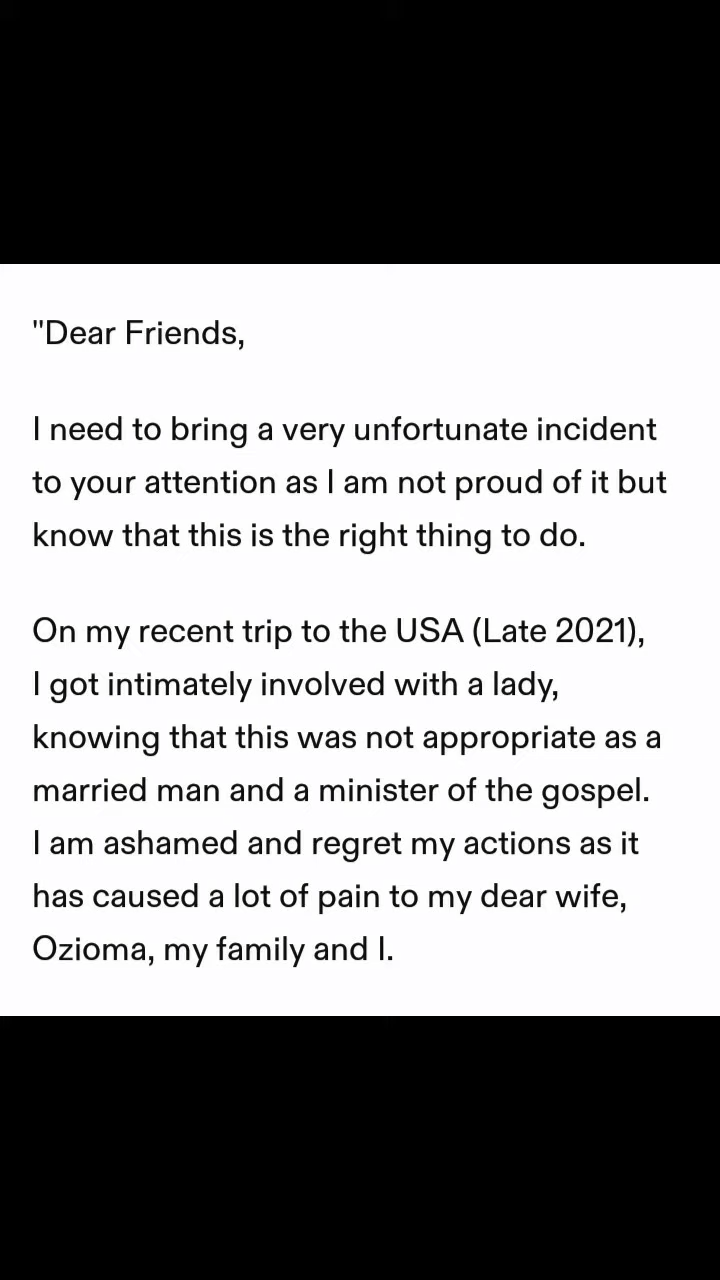 "Dear Friends,
I need to bring a very unfortunate incident
to your attention as I am not proud of it but
know that this is the right thing to do.
On my recent trip to the USA (Late 2021),
I got intimately involved with a lady,
knowing that this was not appropriate as a
married man and a minister of the gospel.
I am ashamed and regret my actions as it
has caused a lot of pain to my dear wife,
Ozioma, my family and I.